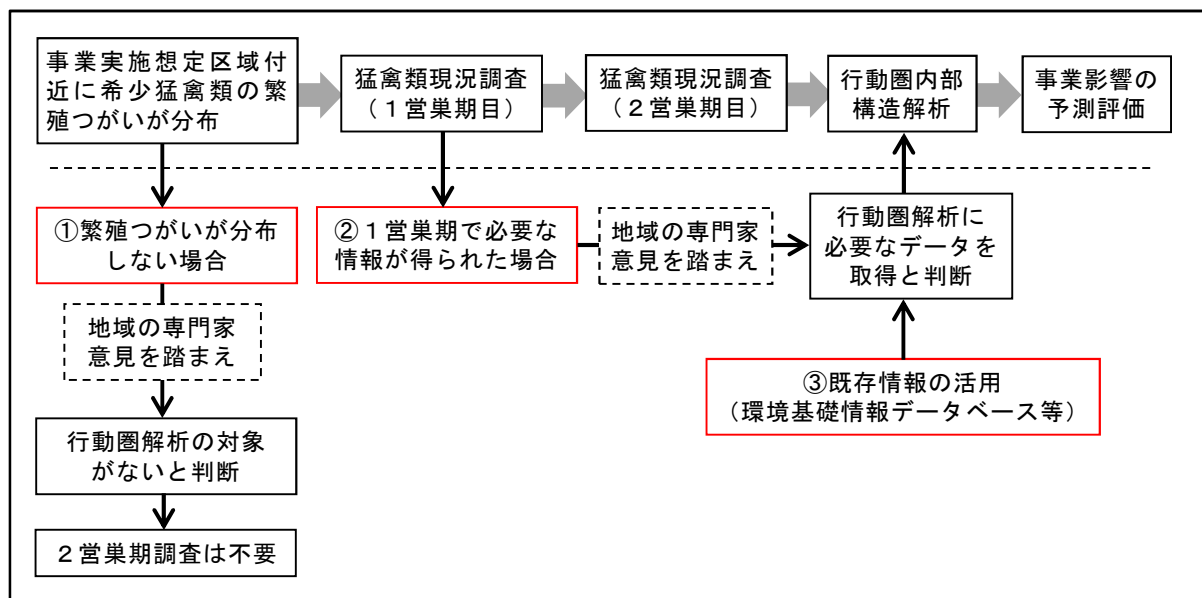 事業実施想定区域付
近に希少猛禽類の繁
殖つがいが分布
猛禽類現況調査
（１営巣期目）
猛禽類現況調査
（２営巣期目）
行動圏内部
構造解析
事業影響の
予測評価
①繁殖つがいが分布
しない場合
②１営巣期で必要な
情報が得られた場合
地域の専門家
意見を踏まえ
行動圏解析に
必要なデータを
取得と判断
地域の専門家
意見を踏まえ
③既存情報の活用
（環境基礎情報データベース等）
行動圏解析の対象
がないと判断
２営巣期調査は不要